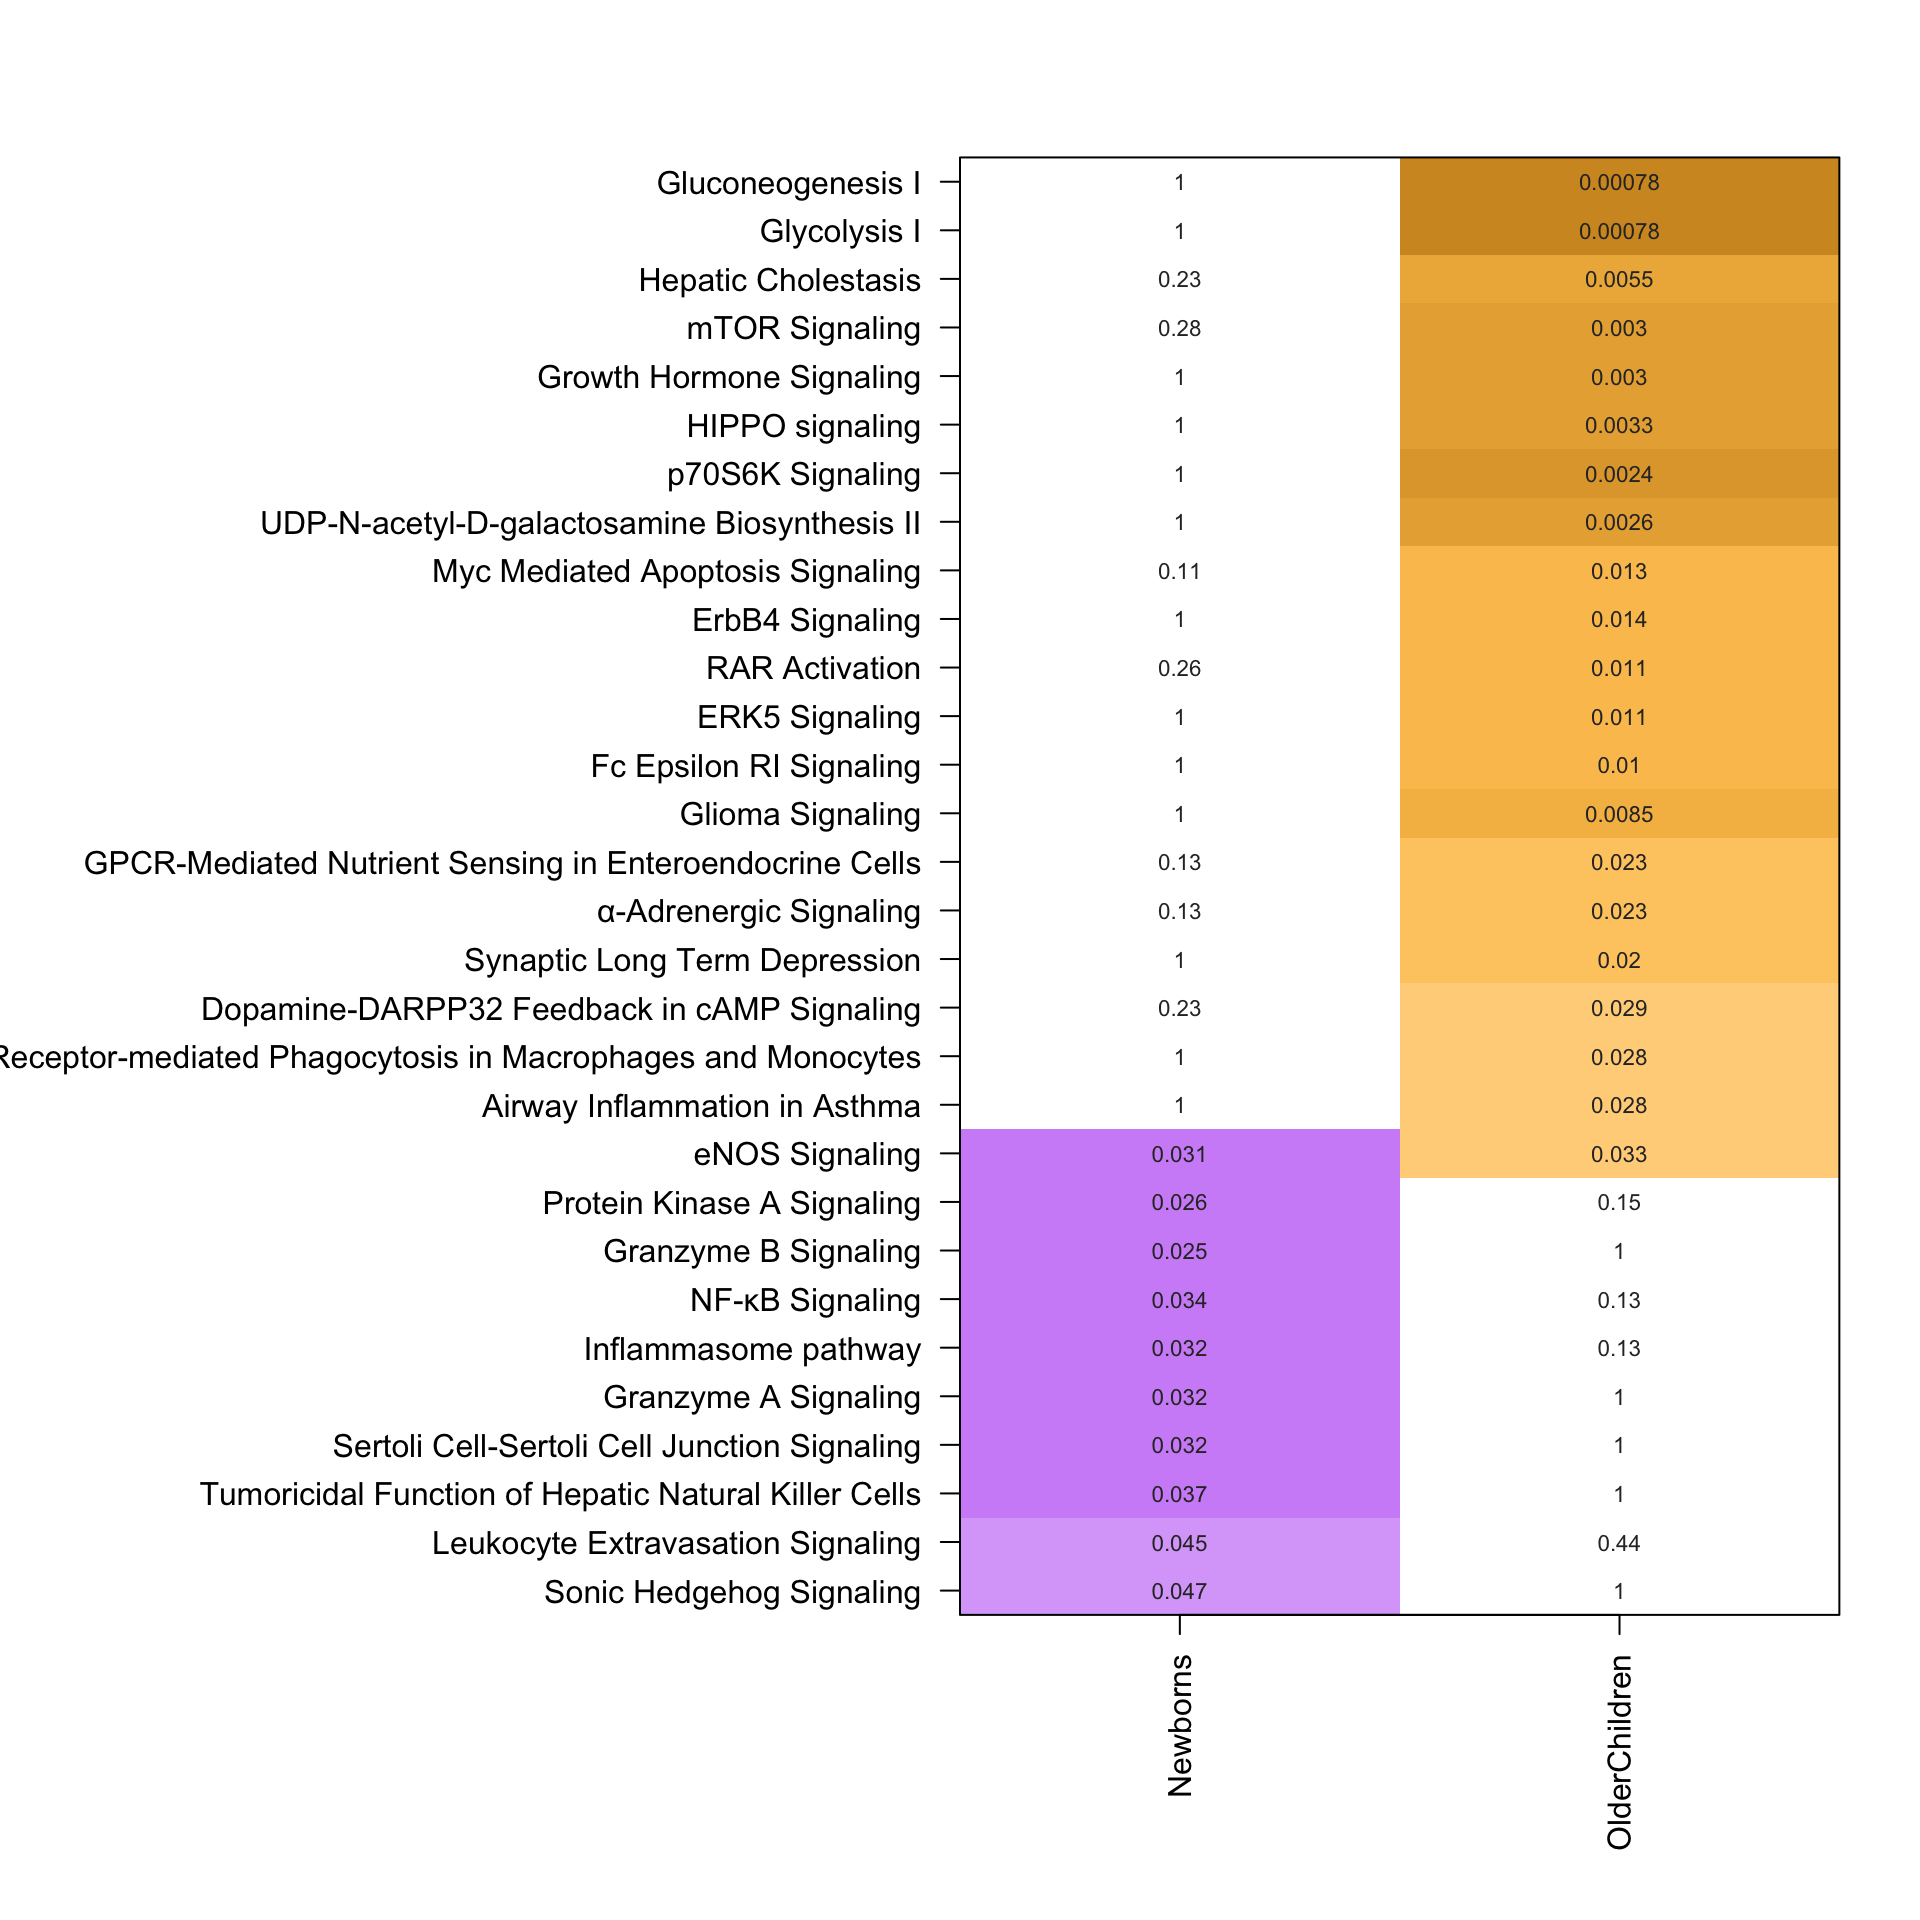 Gluconeogenesis I 1 0.00078
Glycolysis I 1 0.00078
Hepatic Cholestasis 0.23 0.0055
mTOR Signaling 0.28 0.003
Growth Hormone Signaling 1 0.003
HIPPO signaling 1 0.0033
p70S6K Signaling 1 0.0024
UDP-N-acetyl-D-galactosamine Biosynthesis II 1 0.0026
Myc Mediated Apoptosis Signaling 0.11 0.013
ErbB4 Signaling 1 0.014
RAR Activation 0.26 0.011
ERK5 Signaling 1 0.011
Fc Epsilon RI Signaling 1 0.01
Glioma Signaling 1 0.0085
GPCR-Mediated Nutrient Sensing in Enteroendocrine Cells 0.13 0.023
α-Adrenergic Signaling 0.13 0.023
Synaptic Long Term Depression 1 0.02
Dopamine-DARPP32 Feedback in cAMP Signaling 0.23 0.029
Receptor-mediated Phagocytosis in Macrophages and Monocytes 1 0.028
Airway Inflammation in Asthma 1 0.028
eNOS Signaling 0.031 0.033
Protein Kinase A Signaling 0.026 0.15
Granzyme B Signaling 0.025 1
NF-κB Signaling 0.034 0.13
Inflammasome pathway 0.032 0.13
Granzyme A Signaling 0.032 1
Sertoli Cell-Sertoli Cell Junction Signaling 0.032 1
Tumoricidal Function of Hepatic Natural Killer Cells 0.037 1
Leukocyte Extravasation Signaling 0.045 0.44
Sonic Hedgehog Signaling 0.047 1
Newborns
OlderChildren